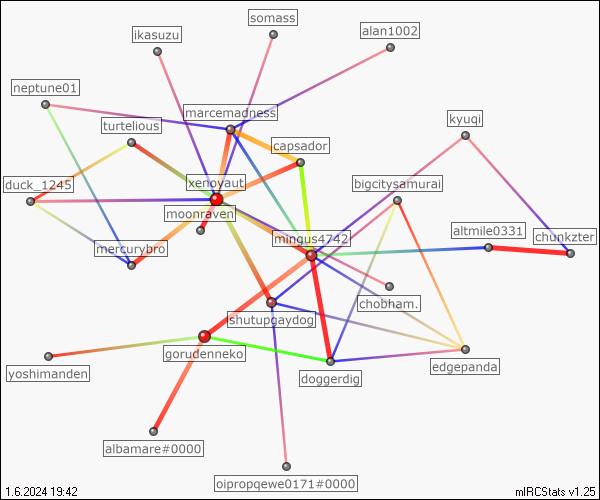 somass
ikasuzu
alan1002
neptune01
marcemadness
turtelious
kyuqi
capsador
duck_1245
xenoyaut
bigcitysamurai
moonraven
mingus4742
altmile0331
chunkzter
mercurybro
chobham.
shutupgaydog
gorudenneko
yoshimanden
doggerdig
edgepanda
albamare#0000
oipropqewe0171#0000
1.6.2024 19:42
mIRCStats v1.25